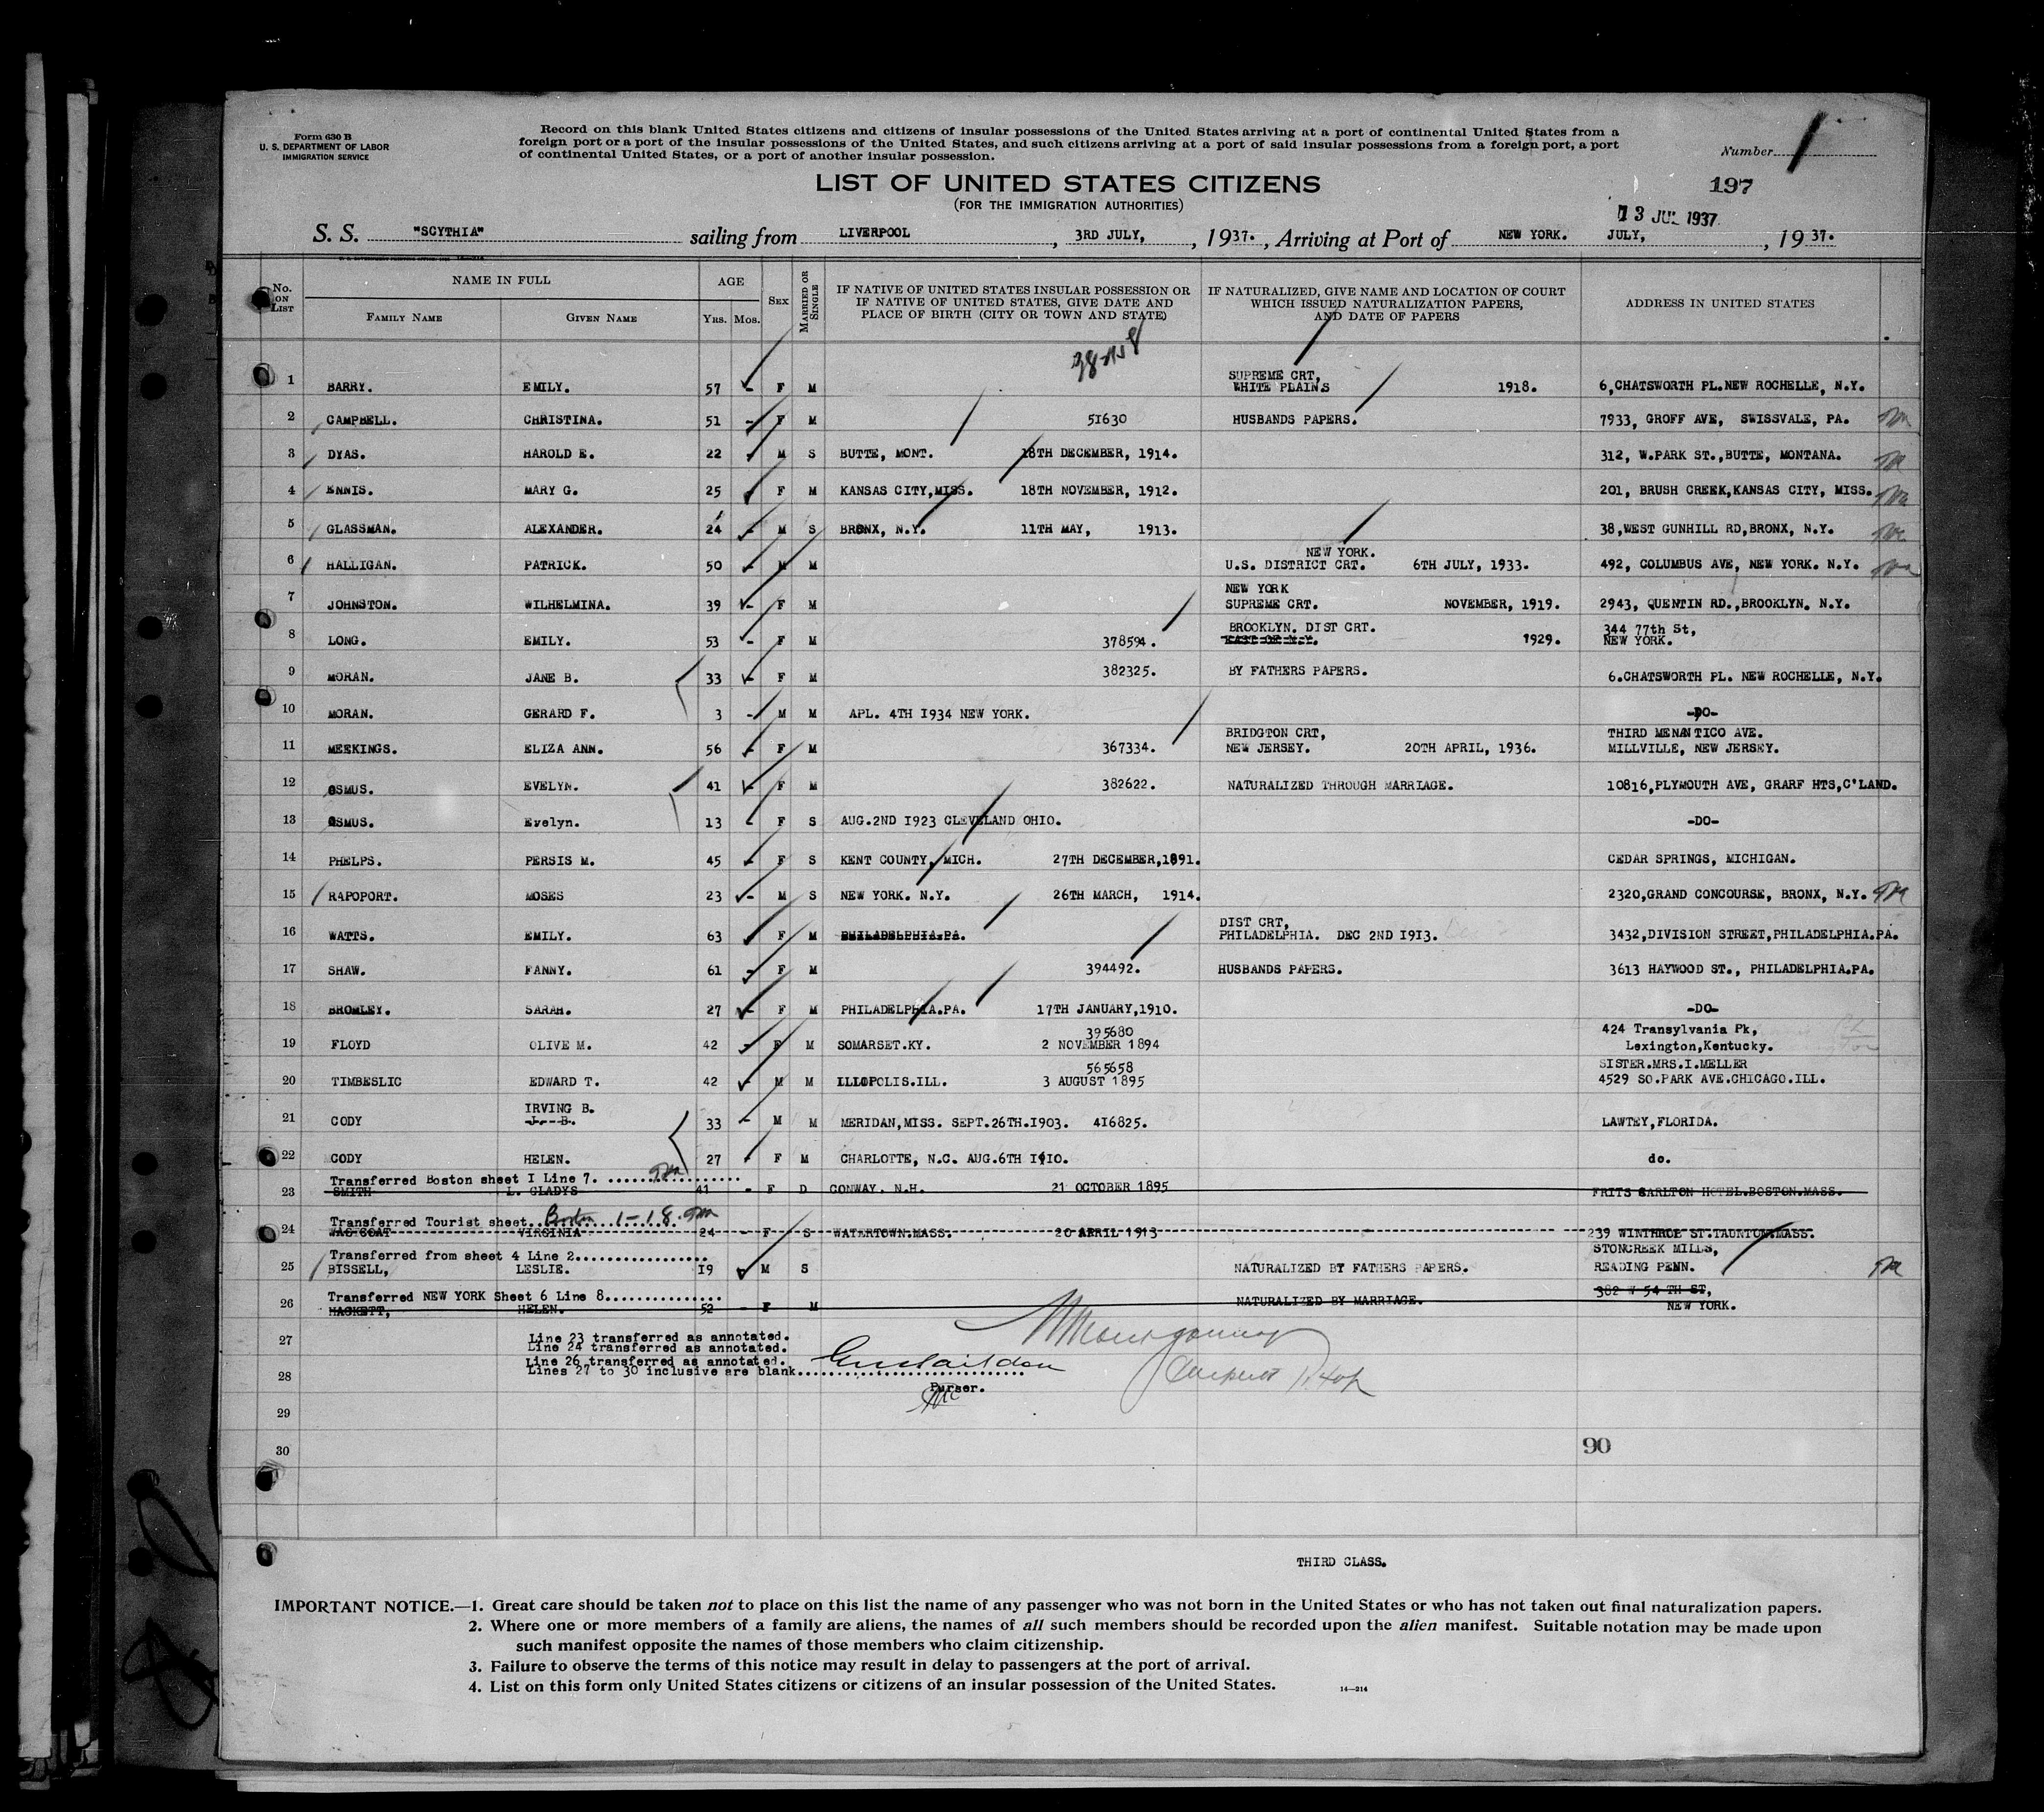 Form 630 B
U. S. DEPARTMENT OF LABOR
IMMIGRATION SERVICE
Record on this blank United States citizens and citizens of insular possessions of the United States arriving at a port of continental United States from a
foreign port or a port of the insular possessions of the United States, and such citizens arriving at a port of said insular possessions from a foreign port, a port
of continental United States, or a port of another insular possession.
Number 1
LIST OF UNITED STATES CITIZENS
(FOR THE IMMIGRATION AUTHORITIES)
197
13 JUL 1937
S. S. "SCYTHIA" sailing from LIVERPOOL, 3RD JULY, , 1937. , Arriving at Port of NEW YORK. JULY, , 1937.
No. ON LIST
NAME IN FULL
FAMILY NAME
GIVEN NAME
AGE
YRS. MOS.
SEX
MARRIED OR SINGLE
IF NATIVE OF UNITED STATES INSULAR POSSESSION OR
IF NATIVE OF UNITED STATES, GIVE DATE AND
PLACE OF BIRTH (CITY OR TOWN AND STATE)
IF NATURALIZED, GIVE NAME AND LOCATION OF COURT
WHICH ISSUED NATURALIZATION PAPERS,
AND DATE OF PAPERS
ADDRESS IN UNITED STATES
SUPREME CRT,
1 BARRY. EMILY. 57 - F M WHITE PLAINS 1918. 6,CHATSWORTH PL.NEW ROCHELLE, N.Y.
2 CAMPBELL. CHRISTINA. 51 - F M 51630 HUSBANDS PAPERS. 7933, GROFF AVE, SWISSVALE, PA.
3 DYAS. HAROLD E. 22 M S BUTTE, MONT. 18TH DECEMBER, 1914. 312, W.PARK ST.,BUTTE, MONTANA.
4 ENNIS. MARY G. 25 F M KANSAS CITY,MISS. 18TH NOVEMBER, 1912. 201, BRUSH CREEK,KANSAS CITY, MISS.
5 GLASSMAN. ALEXANDER. 24 - M S BRONX, N.Y. 11TH MAY, 1913. 38,WEST GUNHILL RD,BRONX, N.Y.
NEW YORK.
6 HALLIGAN. PATRICK. 50 - M M U.S. DISTRICT CRT. 6TH JULY, 1933. 492, COLUMBUS AVE, NEW YORK. N.Y.
NEW YORK
7 JOHNSTON. WILHELMINA. 39 - F M SUPREME CRT. NOVEMBER, 1919. 2943, QUENTIN RD.,BROOKLYN. N.Y.
BROOKLYN. DIST CRT. 344 77th St,
8 LONG. EMILY. 53 - F M 378594. EAST OF N.Y. 1929. NEW YORK.
9 MORAN. JANE B. 33 - F M 382325. BY FATHERS PAPERS. 6.CHATSWORTH PL. NEW ROCHELLE, N.Y.
10 MORAN. GERARD F. 3 - M M APL. 4TH 1934 NEW YORK. -DO-
BRIDGTON CRT, THIRD MENANTICO AVE.
11 MEEKINGS. ELIZA ANN. 56 - F M 367334. NEW JERSEY. 20TH APRIL, 1936. MILLVILLE, NEW JERSEY.
12 OSMUS. EVELYN. 41 - F M 382622. NATURALIZED THROUGH MARRIAGE. 10816,PLYMOUTH AVE, GRARF HTS,C'LAND.
13 OSMUS. Evelyn. 13 - F S AUG.2ND 1923 CLEVELAND OHIO. -DO-
14 PHELPS. PERSIS M. 45 - F S KENT COUNTY, MICH. 27TH DECEMBER,1891. CEDAR SPRINGS, MICHIGAN.
15 RAPOPORT. MOSES 23 - M S NEW YORK. N.Y. 26TH MARCH, 1914. 2320,GRAND CONCOURSE, BRONX, N.Y.
DIST CRT,
16 WATTS. EMILY. 63 F M PHILADELPHIA.PA. PHILADELPHIA. DEC 2ND 1913. 3432,DIVISION STREET,PHILADELPHIA.PA.
17 SHAW. FANNY. 61 - F M 394492. HUSBANDS PAPERS. 3613 HAYWOOD ST., PHILADELPHIA.PA.
18 BROMLEY. SARAH. 27 - F M PHILADELPHIA.PA. 17TH JANUARY,1910. -DO-
395680 424 Transylvania Pk,
19 FLOYD OLIVE M. 42 - F M SOMARSET.KY. 2 NOVEMBER 1894 Lexington,Kentucky.
565658 SISTER.MRS.I.MELLER
20 TIMBESLIC EDWARD T. 42 - M M ILLIOPOLIS.ILL. 3 AUGUST 1895 4529 SO.PARK AVE.CHICAGO.ILL.
IRVING B.
21 CODY J. B. 33 - M M MERIDAN,MISS. SEPT.26TH.1903. 416825. LAWTEY,FLORIDA.
22 CODY HELEN. 27 - F M CHARLOTTE, N.C. AUG.6TH 1910. do.
Transferred Boston sheet I Line 7.
23 SMITH L. GLADYS 41 - F D CONWAY. N.H. 21 OCTOBER 1895 FRITS CARLTON HOTEL.BOSTON.MASS.
Transferred Tourist sheet Boston 1-18.
24 VIRGINIA 24 - F S WATERTOWN.MASS. 20 APRIL 1913 239 WINTHROP ST.TAUNTON.MASS.
Transferred from sheet 4 Line 2. STONCREEK MILLS,
25 BISSELL, LESLIE. 19 M S NATURALIZED BY FATHERS PAPERS. READING PENN.
Transferred NEW YORK Sheet 6 Line 8. 382 W 54 TH ST,
26 HACKETT, HELEN. 52 - F M NATURALIZED BY MARRIAGE. NEW YORK.
27 Line 23 transferred as annotated.
Line 24 transferred as annotated.
Line 26 transferred as annotated.
28 Lines 27 to 30 inclusive are blank.
Purser.
29
30 90
THIRD CLASS.
IMPORTANT NOTICE.—1. Great care should be taken not to place on this list the name of any passenger who was not born in the United States or who has not taken out final naturalization papers.
2. Where one or more members of a family are aliens, the names of all such members should be recorded upon the alien manifest. Suitable notation may be made upon
such manifest opposite the names of those members who claim citizenship.
3. Failure to observe the terms of this notice may result in delay to passengers at the port of arrival.
4. List on this form only United States citizens or citizens of an insular possession of the United States. 14—214